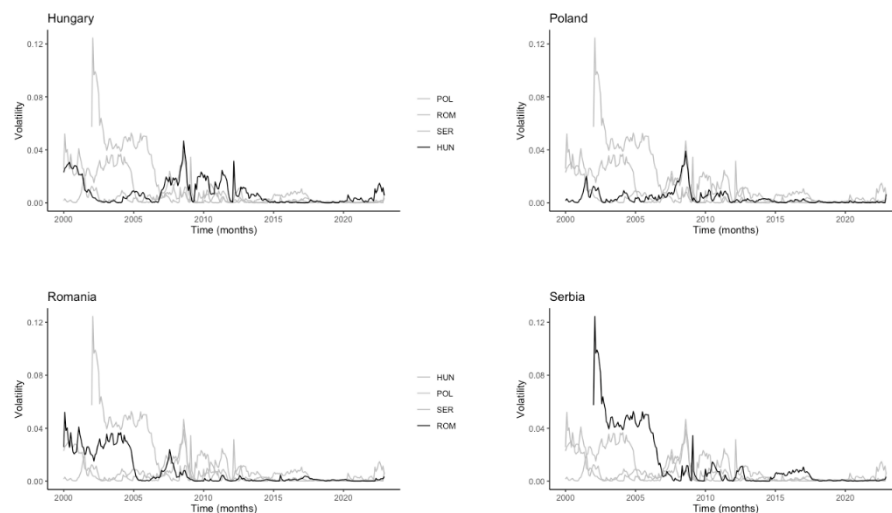 Hungary
0.12
0.08
0.04
0.00
Volatility
2000 2005 2010 2015 2020
Time (months)
POL
ROM
SER
HUN
Poland
0.12
0.08
0.04
0.00
Volatility
2000 2005 2010 2015 2020
Time (months)
Romania
0.12
0.08
0.04
0.00
Volatility
2000 2005 2010 2015 2020
Time (months)
HUN
POL
SER
ROM
Serbia
0.12
0.08
0.04
0.00
Volatility
2000 2005 2010 2015 2020
Time (months)